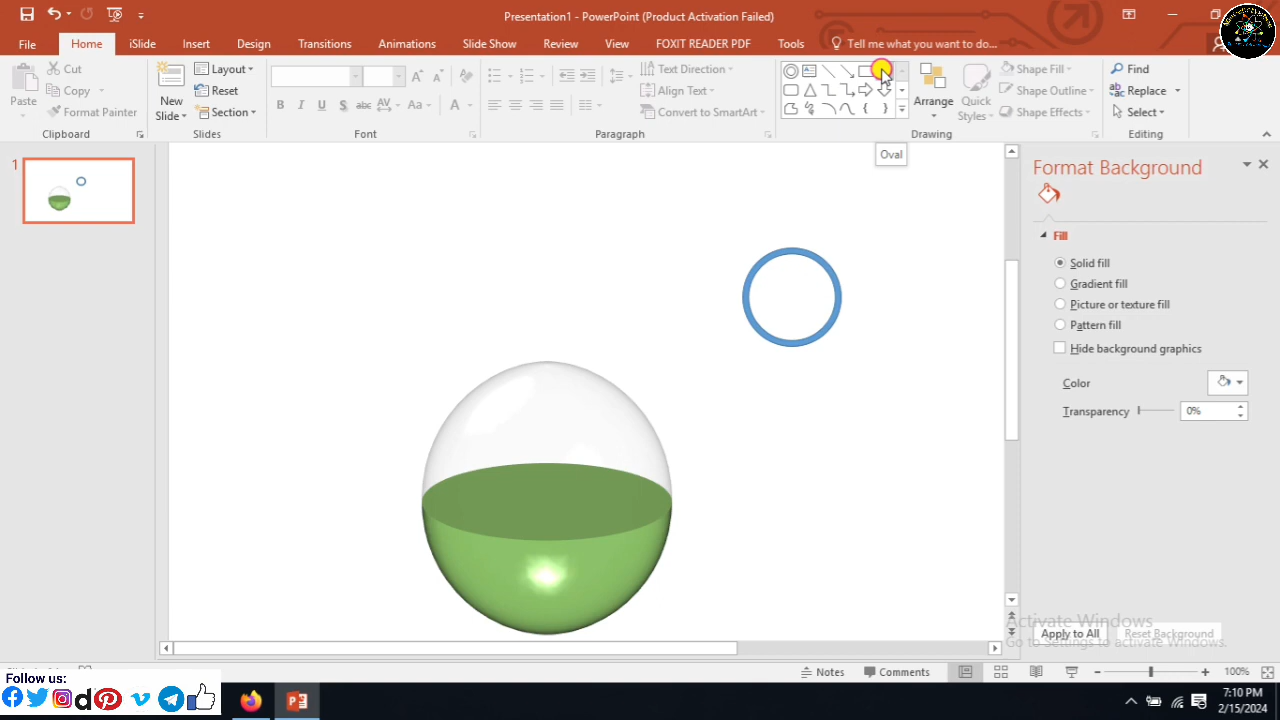 Presentation1 - PowerPoint (Product Activation Failed)
File Home iSlide Insert Design Transitions Animations Slide Show Review View FOXIT READER PDF Tools Tell me what you want to do...
Paste
Cut
Copy
Format Painter
Clipboard
New Slide
Layout
Reset
Section
Slides
B I U S abc AV Aa A
Font
Text Direction
Align Text
Convert to SmartArt
Paragraph
Arrange
Quick Styles
Shape Fill
Shape Outline
Shape Effects
Drawing
Find
Replace
Select
Editing
Oval
1
Format Background
Fill
Solid fill
Gradient fill
Picture or texture fill
Pattern fill
Hide background graphics
Color
Transparency 0%
Activate Windows
Go to Settings to activate Windows.
Apply to All Reset Background
Notes Comments 100%
Follow us:
7:10 PM
2/15/2024